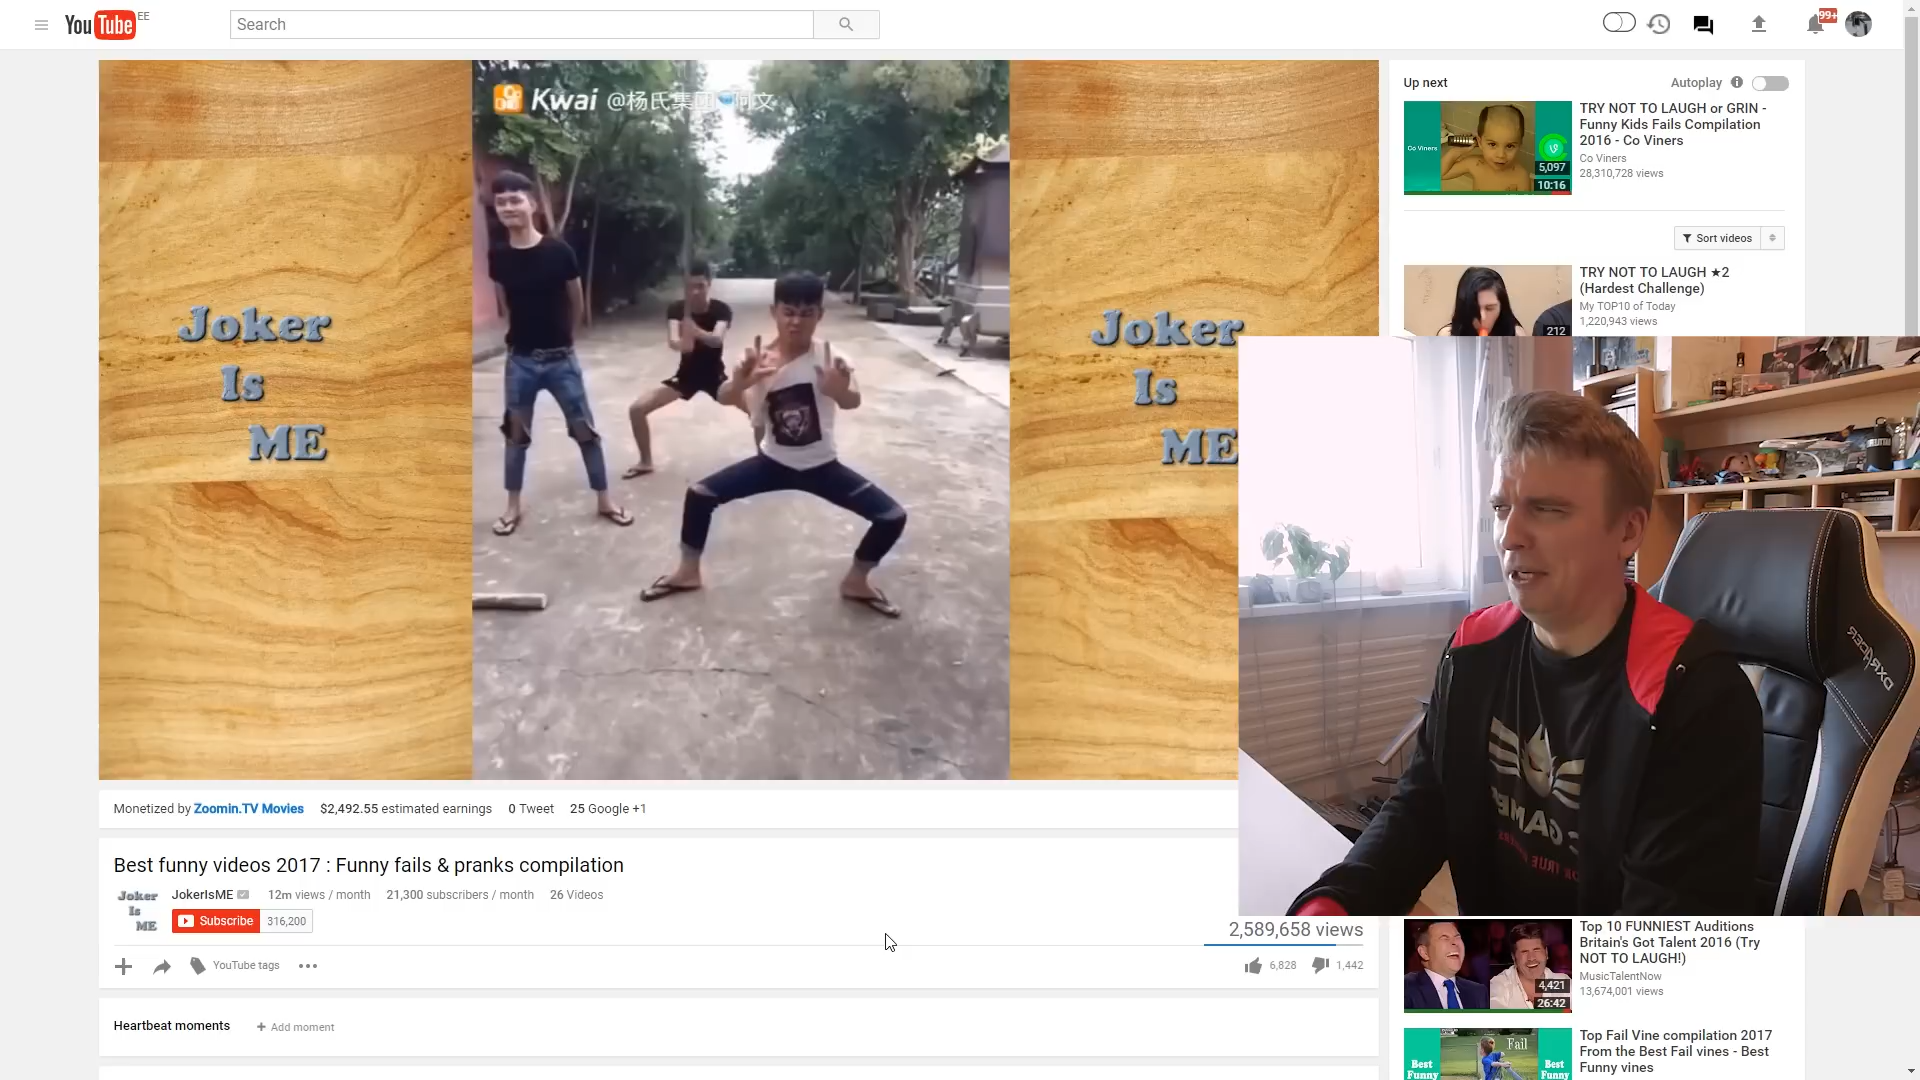 YouTube EE
Search
99+
Kwai @杨氏集团
Joker
Is
ME
Joker
Is
ME
Up next
Autoplay
TRY NOT TO LAUGH or GRIN -
Funny Kids Fails Compilation
2016 - Co Viners
Co Viners
28,310,728 views
Co Viners
5,097
10:16
Sort videos
TRY NOT TO LAUGH ★2
(Hardest Challenge)
My TOP10 of Today
1,220,943 views
212
DXRACER
Monetized by Zoomin.TV Movies $2,492.55 estimated earnings 0 Tweet 25 Google +1
Best funny videos 2017 : Funny fails & pranks compilation
Joker
Is
ME
JokerIsME 12m views / month 21,300 subscribers / month 26 Videos
Subscribe 316,200
2,589,658 views
YouTube tags
6,828 1,442
Heartbeat moments + Add moment
Top 10 FUNNIEST Auditions
Britain's Got Talent 2016 (Try
NOT TO LAUGH!)
MusicTalentNow
13,674,001 views
4,421
26:42
Top Fail Vine compilation 2017
From the Best Fail vines - Best
Funny vines
Fail
Best
Funny
Best
Funny